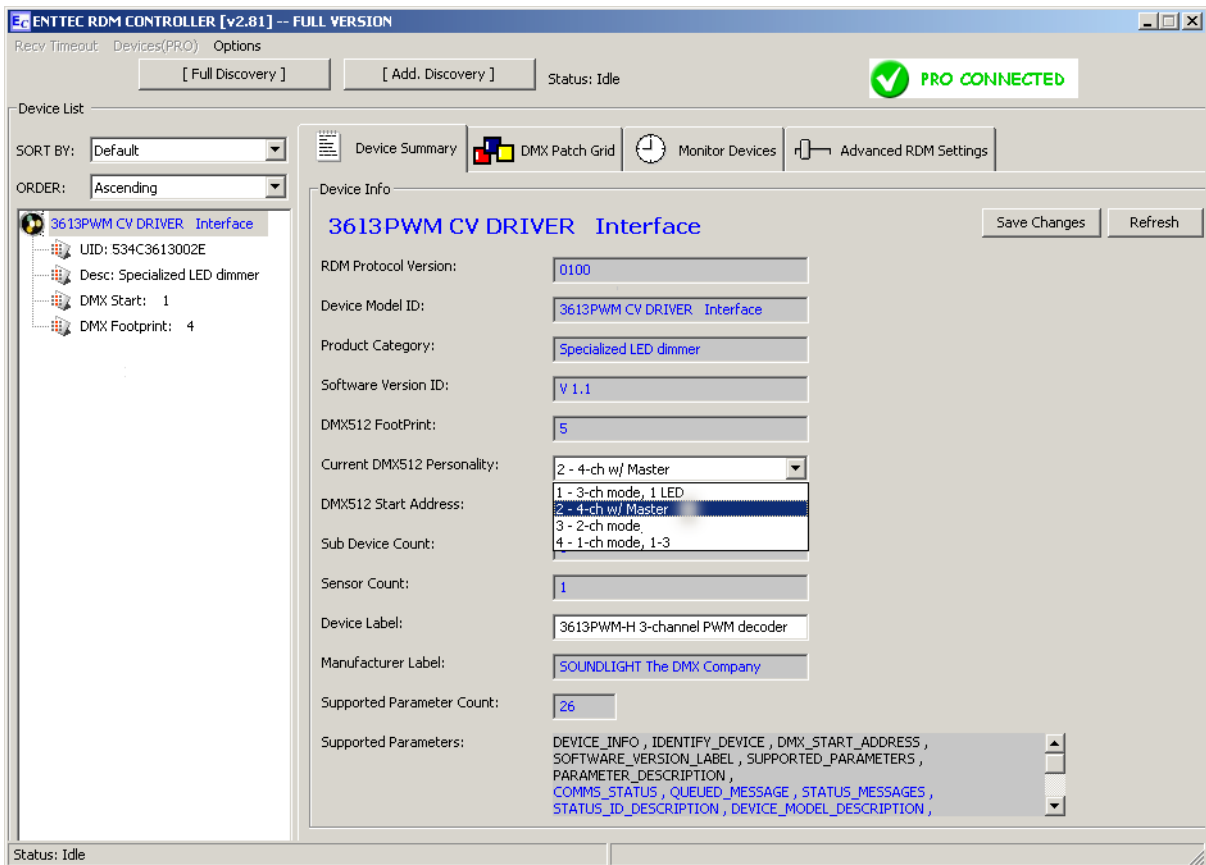 EC ENTTEC RDM CONTROLLER [v2.81] -- FULL VERSION
Recv Timeout Devices(PRO) Options
[ Full Discovery ] [ Add. Discovery ] Status: Idle PRO CONNECTED
Device List
SORT BY: Default
ORDER: Ascending
3613PWM CV DRIVER Interface
UID: 534C3613002E
Desc: Specialized LED dimmer
DMX Start: 1
DMX Footprint: 4
Device Summary DMX Patch Grid Monitor Devices Advanced RDM Settings
Device Info
3613PWM CV DRIVER Interface Save Changes Refresh
RDM Protocol Version: 0100
Device Model ID: 3613PWM CV DRIVER Interface
Product Category: Specialized LED dimmer
Software Version ID: V 1.1
DMX512 FootPrint: 5
Current DMX512 Personality: 2 - 4-ch w/ Master
1 - 3-ch mode, 1 LED
DMX512 Start Address: 2 - 4-ch w/ Master
3 - 2-ch mode
Sub Device Count: 4 - 1-ch mode, 1-3
Sensor Count: 1
Device Label: 3613PWM-H 3-channel PWM decoder
Manufacturer Label: SOUNDLIGHT The DMX Company
Supported Parameter Count: 26
Supported Parameters: DEVICE_INFO , IDENTIFY_DEVICE , DMX_START_ADDRESS ,
SOFTWARE_VERSION_LABEL , SUPPORTED_PARAMETERS ,
PARAMETER_DESCRIPTION ,
COMMS_STATUS , QUEUED_MESSAGE , STATUS_MESSAGES ,
STATUS_ID_DESCRIPTION , DEVICE_MODEL_DESCRIPTION ,
Status: Idle